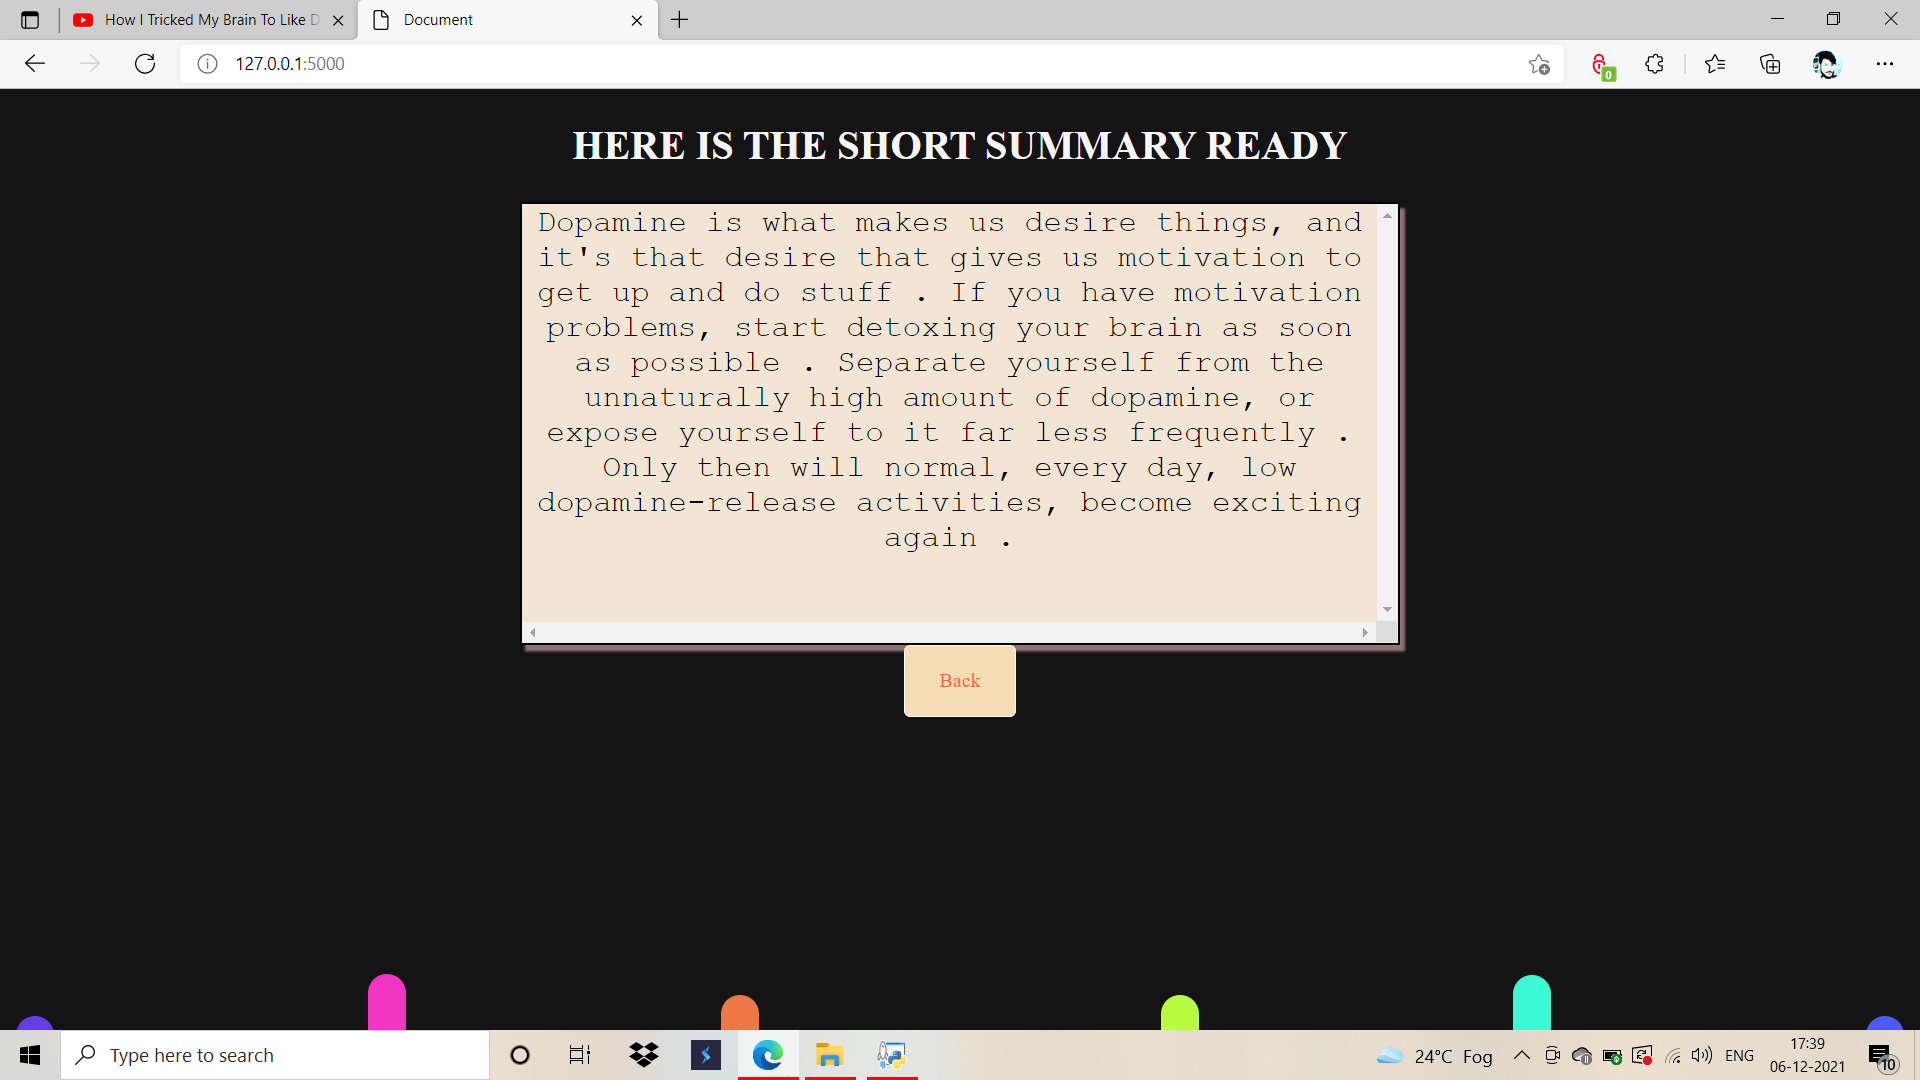 How I Tricked My Brain To Like D
Document
127.0.0.1:5000
0
HERE IS THE SHORT SUMMARY READY
Dopamine is what makes us desire things, and
it's that desire that gives us motivation to
get up and do stuff . If you have motivation
problems, start detoxing your brain as soon
as possible . Separate yourself from the
unnaturally high amount of dopamine, or
expose yourself to it far less frequently .
Only then will normal, every day, low
dopamine-release activities, become exciting
again .
Back
Type here to search
24°C Fog
ENG
17:39
06-12-2021
10